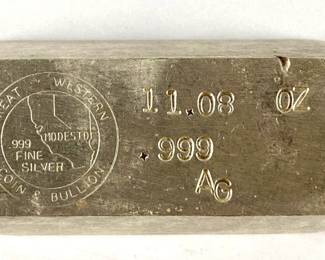 GREAT WESTERN
MODESTO
.999
FINE
SILVER
COIN & BULLION
11.08 OZ.
.999
AG